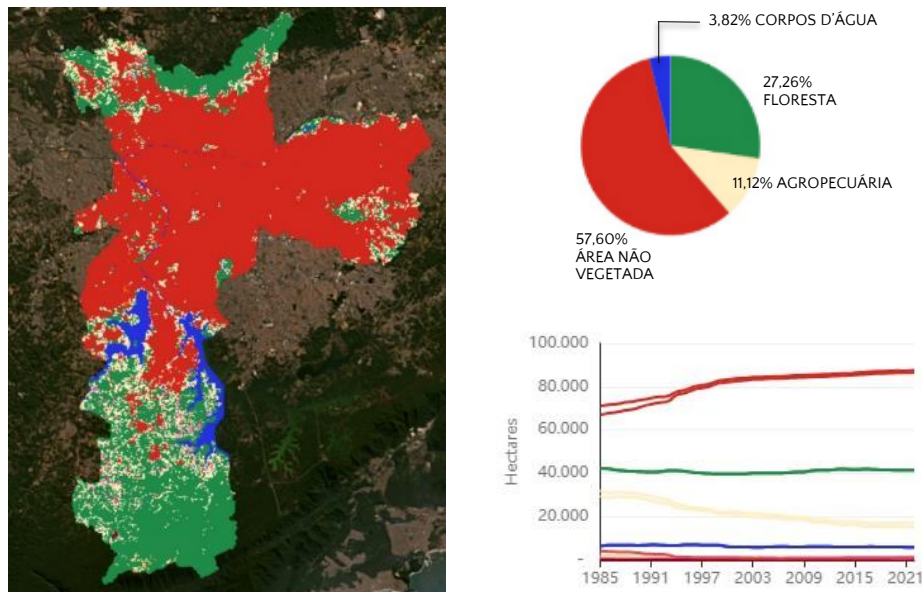 3,82% CORPOS D'ÁGUA
27,26%
FLORESTA
11,12% AGROPECUÁRIA
57,60%
ÁREA NÃO
VEGETADA
100.000
80.000
60.000
40.000
20.000
-
Hectares
1985 1991 1997 2003 2009 2015 2021